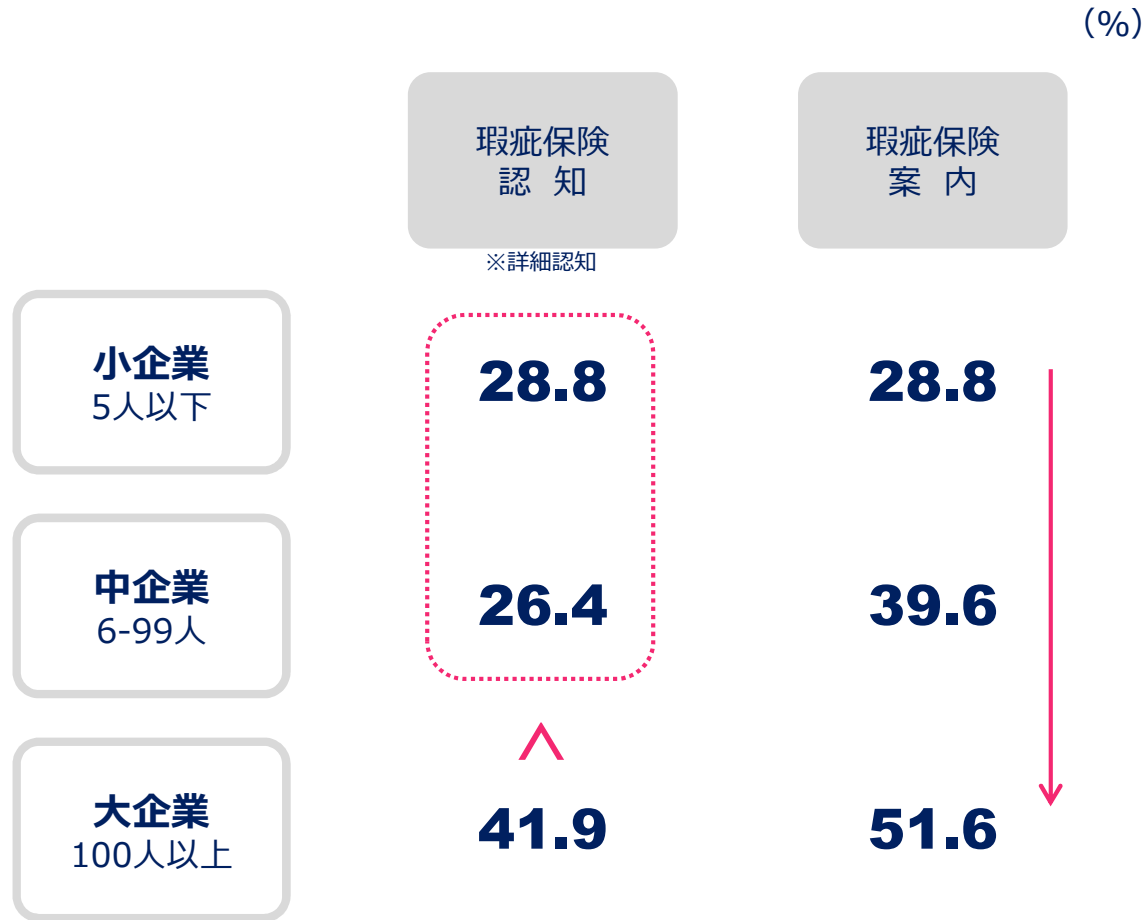 (%)
瑕疵保険
認 知
瑕疵保険
案 内
※詳細認知
小企業
5人以下
28.8
28.8
中企業
6-99人
26.4
39.6
大企業
100人以上
41.9
51.6